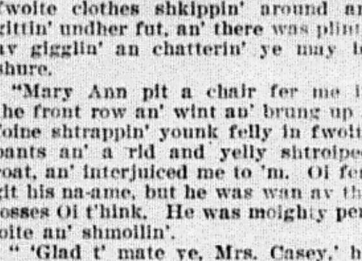 fwoite clothes shkippin' around an
gittin' undher fut, an' there was plint
av gigglin' an chatterin' ye may b
shure.
"Mary Ann pit a chair fer me i
the front row an' wint an' brung up
foine shtrappin' younk felly in fwoit
pants an' a rid and yelly shtroipe
coat, an' interjuiced me to 'm. Oi fer
git his na-ame, but he was wan av th
bosses Oi t'hink. He was moighty per
loite an' shmoilin'.
" 'Glad t' mate ye, Mrs. Casey,' h